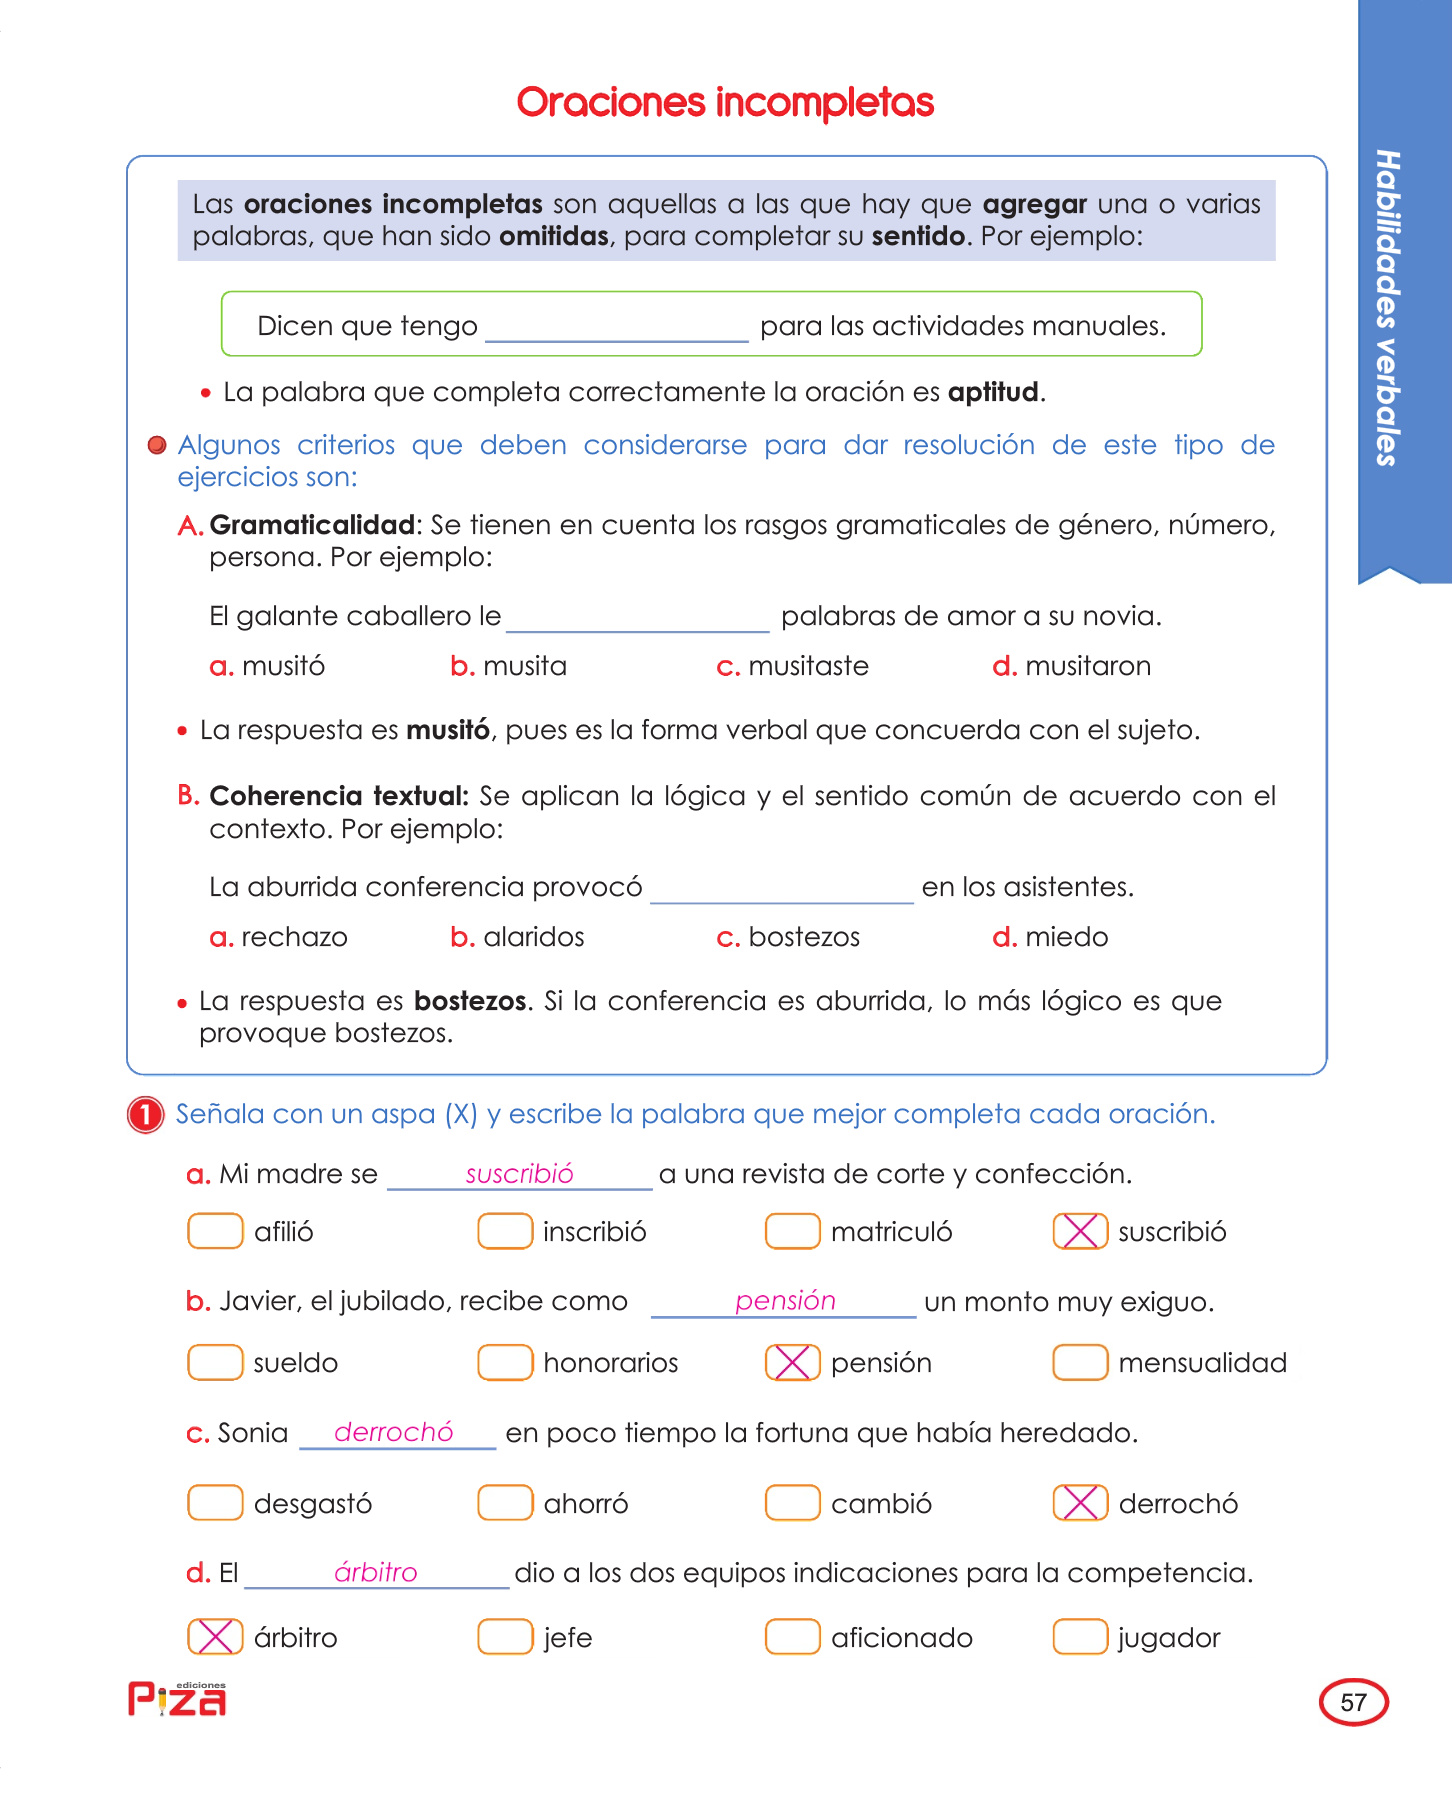 Oraciones incompletas
Habilidades verbales
Las oraciones incompletas son aquellas a las que hay que agregar una o varias
palabras, que han sido omitidas, para completar su sentido. Por ejemplo:
Dicen que tengo ____________ para las actividades manuales.
• La palabra que completa correctamente la oración es aptitud.
Algunos criterios que deben considerarse para dar resolución de este tipo de
ejercicios son:
A. Gramaticalidad: Se tienen en cuenta los rasgos gramaticales de género, número,
persona. Por ejemplo:
El galante caballero le ____________ palabras de amor a su novia.
a. musitó b. musita c. musitaste d. musitaron
• La respuesta es musitó, pues es la forma verbal que concuerda con el sujeto.
B. Coherencia textual: Se aplican la lógica y el sentido común de acuerdo con el
contexto. Por ejemplo:
La aburrida conferencia provocó ____________ en los asistentes.
a. rechazo b. alaridos c. bostezos d. miedo
• La respuesta es bostezos. Si la conferencia es aburrida, lo más lógico es que
provoque bostezos.
1 Señala con un aspa (X) y escribe la palabra que mejor completa cada oración.
a. Mi madre se suscribió a una revista de corte y confección.
afilió inscribió matriculó X suscribió
b. Javier, el jubilado, recibe como pensión un monto muy exiguo.
sueldo honorarios X pensión mensualidad
c. Sonia derrochó en poco tiempo la fortuna que había heredado.
desgastó ahorró cambió X derrochó
d. El árbitro dio a los dos equipos indicaciones para la competencia.
X árbitro jefe aficionado jugador
ediciones
Piza
57